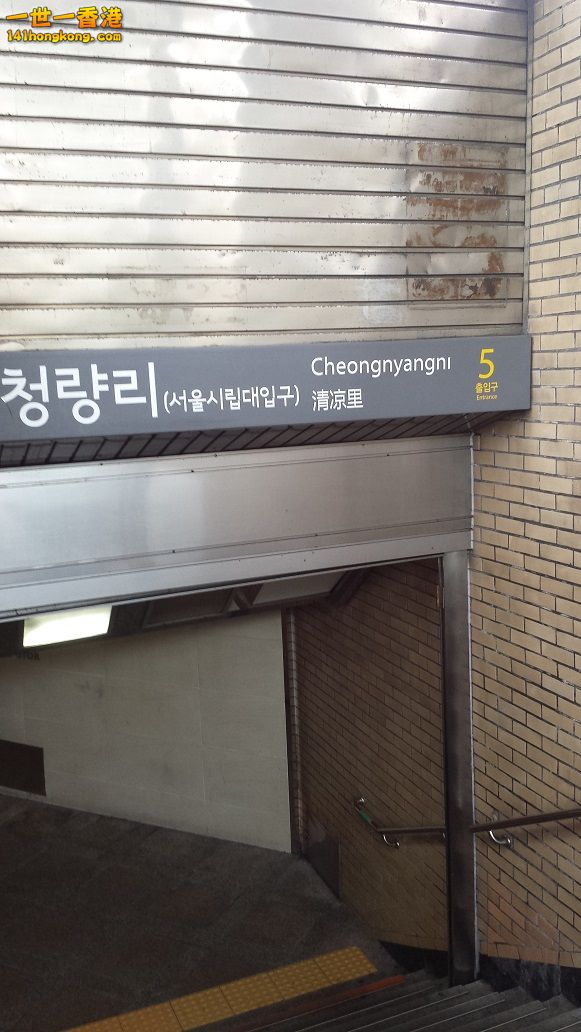 一世一香港
141hongkong.com
청량리(서울시립대입구)
Cheongnyangni
清凉里
5
출입구
Entrance